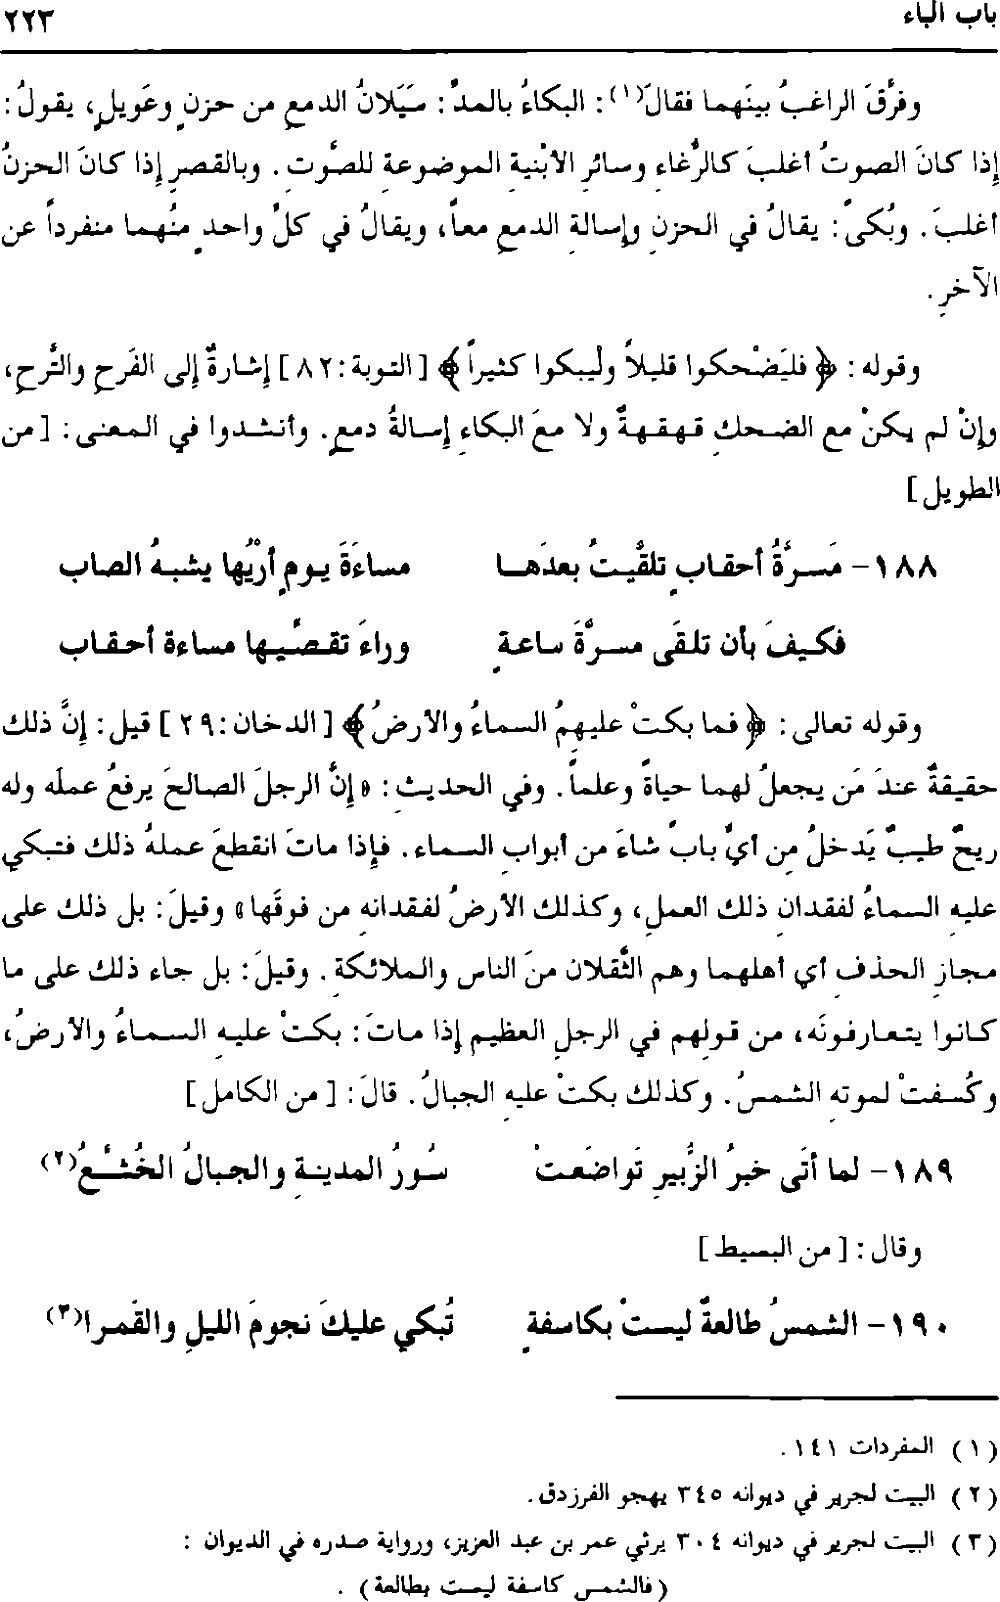 باب الباء ٢٢٣
وفرَّقَ الراغبُ بينَهما فقالَ(١): البكاءُ بالمدِّ: سَيَلانُ الدمعِ من حزنٍ وعَويلٍ، يقولُ:
إذا كانَ الصوتُ أغلبَ كالرُّغاءِ وسائرِ الأبْنيةِ الموضوعةِ للصَّوتِ. وبالقصرِ إذا كانَ الحزنُ
أغلبَ. وبُكىً: يقالُ في الحزنِ وإسالةِ الدمعِ معاً، ويقالُ في كلِّ واحدٍ منْهما منفرداً عن
الآخرِ.
وقوله: ﴿فليَضْحكوا قليلاً ولْيبكوا كثيراً﴾ [التوبة:٨٢] إشارةٌ إلى الفَرحِ والتَّرحِ،
وإنْ لم يكنْ مع الضحكِ قهقهةٌ ولا معَ البكاءِ إسالةُ دمعٍ. وأنشدوا في المعنى: [من
الطويل]
١٨٨- مَسرَّةُ أحقابٍ تلقَّيتُ بعدَها مساءَةَ يومٍ أرْيُها يشبهُ الصاب
فكيفَ بأن تلقَى مسرَّةَ ساعةٍ وراءَ تقصِّيها مساءة أحقاب
وقوله تعالى: ﴿فما بكتْ عليهمُ السماءُ والأرضُ﴾ [الدخان:٢٩] قيل: إنَّ ذلك
حقيقةٌ عندَ مَن يجعلُ لهما حياةً وعلماً. وفي الحديث: «إنَّ الرجلَ الصالحَ يرفعُ عملَه وله
ريحٌ طيبٌ يَدخلُ مِن أيِّ بابٍ شاءَ من أبوابِ السماء. فإذا ماتَ انقطعَ عملهُ ذلك فتبكي
عليهِ السماءُ لفقدانِ ذلك العملِ، وكذلك الأرضُ لفقدانهِ من فوقَها» وقيلَ: بل ذلك على
مجازِ الحذفِ أي أهلهما وهم الثَّقلان منَ الناس والملائكةِ. وقيلَ: بل جاء ذلك على ما
كانوا يتعارفونَه، من قولِهم في الرجلِ العظيمِ إذا ماتَ: بكتْ عليهِ السماءُ والأرضُ،
وكُسفتْ لموتهِ الشمسُ. وكذلك بكتْ عليهِ الجبالُ. قالَ: [من الكامل]
١٨٩- لما أتَى خبرُ الزُّبيرِ تَواضَعتْ سُورُ المدينةِ والجبالُ الخُشَّعُ(٢)
وقال: [من البسيط]
١٩٠- الشمسُ طالعةٌ ليستْ بكاسفةٍ تُبكي عليكَ نجومَ الليلِ والقَمرا(٣)
(١) المفردات ١٤١.
(٢) البيت لجرير في ديوانه ٣٤٥ يهجو الفرزدق.
(٣) البيت لجرير في ديوانه ٣٠٤ يرثي عمر بن عبد العزيز، ورواية صدره في الديوان:
(فالشمس كاسفة ليست بطالعة).